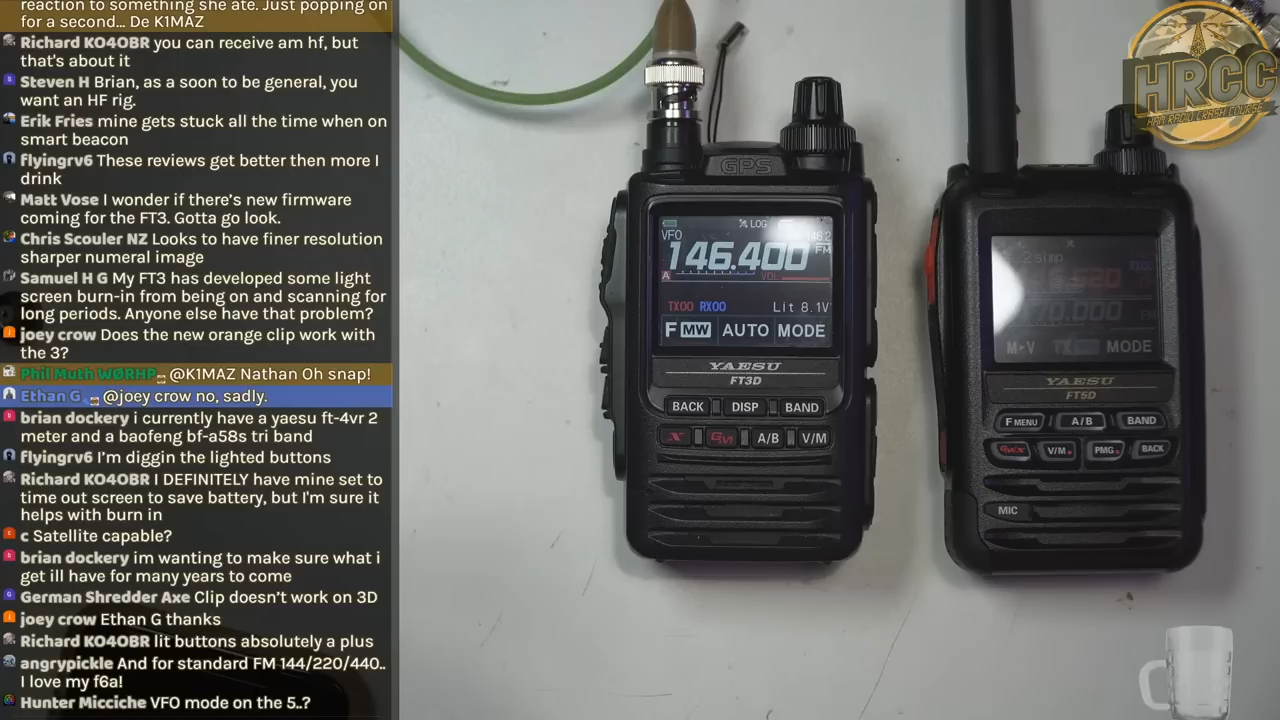 reaction to something she ate. Just popping on
for a second... De K1MAZ
Richard KO4OBR you can receive am hf, but
that's about it
Steven H Brian, as a soon to be general, you
want an HF rig.
Erik Fries mine gets stuck all the time when on
smart beacon
flyingrv6 These reviews get better then more I
drink
Matt Vose I wonder if there's new firmware
coming for the FT3. Gotta go look.
Chris Scouler NZ Looks to have finer resolution
sharper numeral image
Samuel H G My FT3 has developed some light
screen burn-in from being on and scanning for
long periods. Anyone else have that problem?
joey crow Does the new orange clip work with
the 3?
Phil Muth WØRHP @K1MAZ Nathan Oh snap!
Ethan G @joey crow no, sadly.
brian dockery i currently have a yaesu ft-4vr 2
meter and a baofeng bf-a58s tri band
flyingrv6 I'm diggin the lighted buttons
Richard KO4OBR I DEFINITELY have mine set to
time out screen to save battery, but I'm sure it
helps with burn in
c Satellite capable?
brian dockery im wanting to make sure what i
get ill have for many years to come
German Shredder Axe Clip doesn't work on 3D
joey crow Ethan G thanks
Richard KO4OBR lit buttons absolutely a plus
angrypickle And for standard FM 144/220/440..
I love my f6a!
Hunter Micciche VFO mode on the 5..?
GPS
LOG
VFO
146.400
FM
A
VOL
TX00 RX00 Lit 8.1V
F MW AUTO MODE
YAESU
FT3D
BACK DISP BAND
X GM A/B V/M
M►V TX MODE
YAESU
FT5D
F MENU A/B BAND
GM/X V/M PMG BACK
MIC
HRCC
HAM RADIO CRASH COURSE